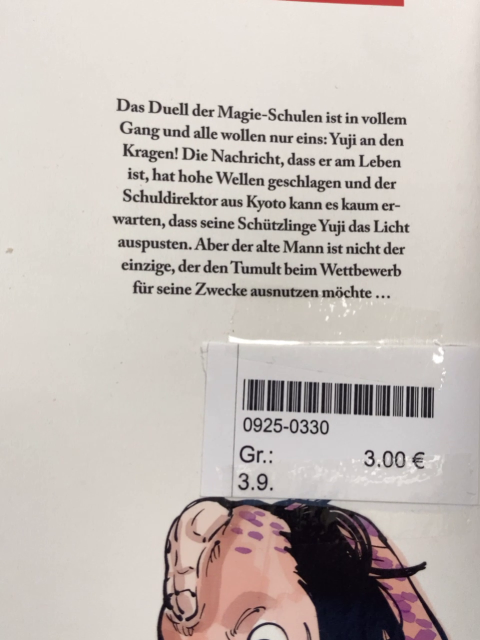 Das Duell der Magie-Schulen ist in vollem
Gang und alle wollen nur eins: Yuji an den
Kragen! Die Nachricht, dass er am Leben
ist, hat hohe Wellen geschlagen und der
Schuldirektor aus Kyoto kann es kaum er-
warten, dass seine Schützlinge Yuji das Licht
auspusten. Aber der alte Mann ist nicht der
einzige, der den Tumult beim Wettbewerb
für seine Zwecke ausnutzen möchte ...
0925-0330
Gr.: 3.00 €
3.9.